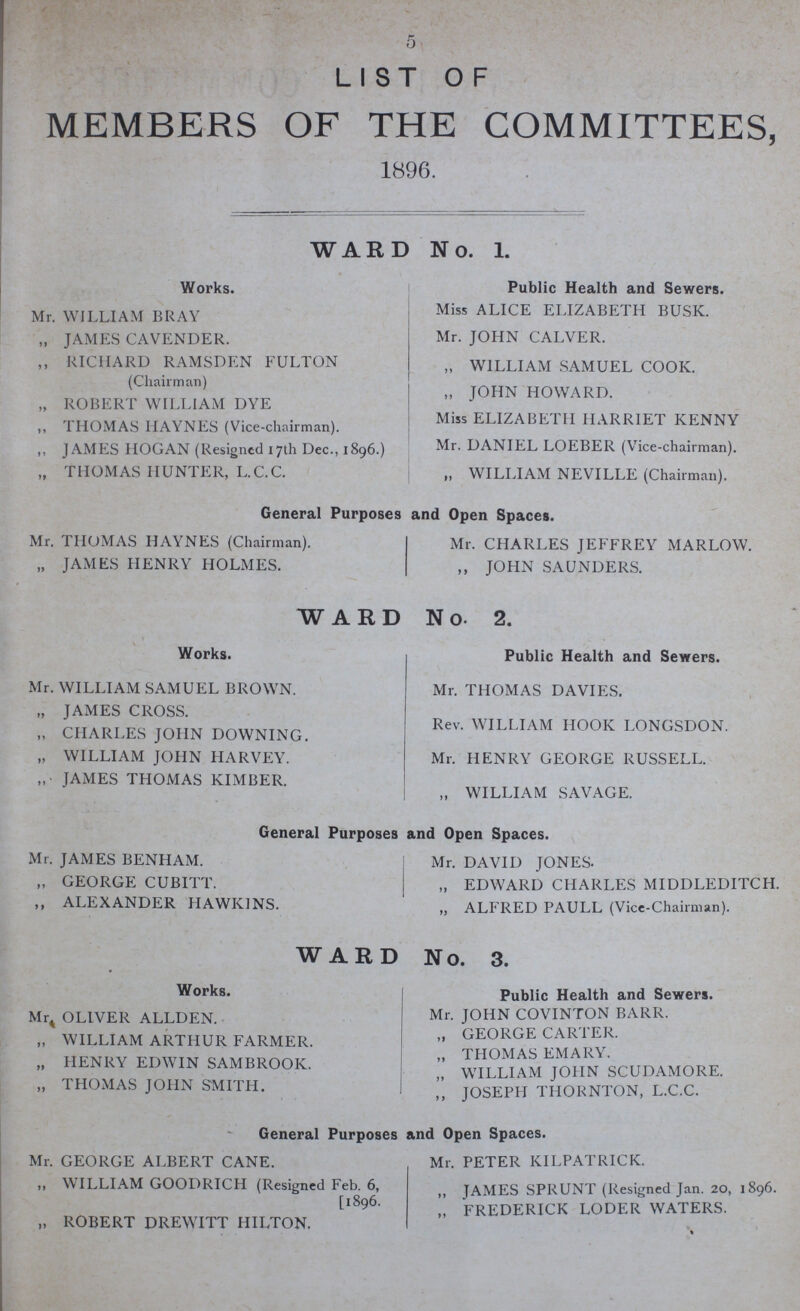 5
LIST OF
MEMBERS OF THE COMMITTEES,
1896.
WARD No. 1.
Works.
Mr. WILLIAM BRAY
„ JAMES CAVENDER.
„ RICHARD RAMSDEN FULTON
(Chairman)
„ ROBERT WILLIAM DYE
„ THOMAS HAYNES (Vice-chairman).
„ JAMES HOGAN (Resigned 17th Dec., 1896.)
„ THOMAS HUNTER, L.C.C.
Public Health and Sewers.
Miss ALICE ELIZABETH BUSK.
Mr. JOHN CALVER.
„ WILLIAM SAMUEL COOK.
„ JOHN HOWARD.
Miss ELIZABETH HARRIET KENNY
Mr. DANIEL LOEBER (Vice-chairman).
„ WILLIAM NEVILLE (Chairman).
General Purposes and Open Spaces.
Mr. THOMAS HAYNES (Chairman).
„ JAMES HENRY HOLMES.
Mr. CHARLES JEFFREY MARLOW.
„ JOHN SAUNDERS.
WARD No. 2.
Works.
Mr. WILLIAM SAMUEL BROWN.
„ JAMES CROSS.
„ CHARLES JOHN DOWNING.
„ WILLIAM JOHN HARVEY.
„ JAMES THOMAS KIMBER.
Public Health and Sewers.
Mr. THOMAS DAVIES.
Rev. WILLIAM HOOK LONGSDON.
Mr. HENRY GEORGE RUSSELL.
„ WILLIAM SAVAGE.
General Purposes and Open Spaces.
Mr. JAMES BENHAM.
„ GEORGE CUBITT.
„ ALEXANDER HAWKINS.
Mr. DAVID JONES.
„ EDWARD CHARLES MIDDLEDITCH.
„ ALFRED PAULL (Vice-Chairman).
WARD No. 3.
Works.
Mr. OLIVER ALLDEN.
„ WILLIAM ARTHUR FARMER.
„ HENRY EDWIN SAMBROOK.
„ THOMAS JOHN SMITH.
Public Health and Sewers.
Mr. JOHN COVINTON BARR.
„ GEORGE CARTER.
„ THOMAS EMARY.
„ WILLIAM JOHN SCUDAMORE.
„ JOSEPH THORNTON, L.C.C.
General Purposes and Open Spaces.
Mr. GEORGE ALBERT CANE.
„ WILLIAM GOODRICH (Resigned Feb. 6,
[1896.
„ ROBERT DREWITT HILTON.
Mr. PETER KILPATRICK.
„ JAMES SPRUNT (Resigned Jan. 20, 1896.
„ FREDERICK LODER WATERS.